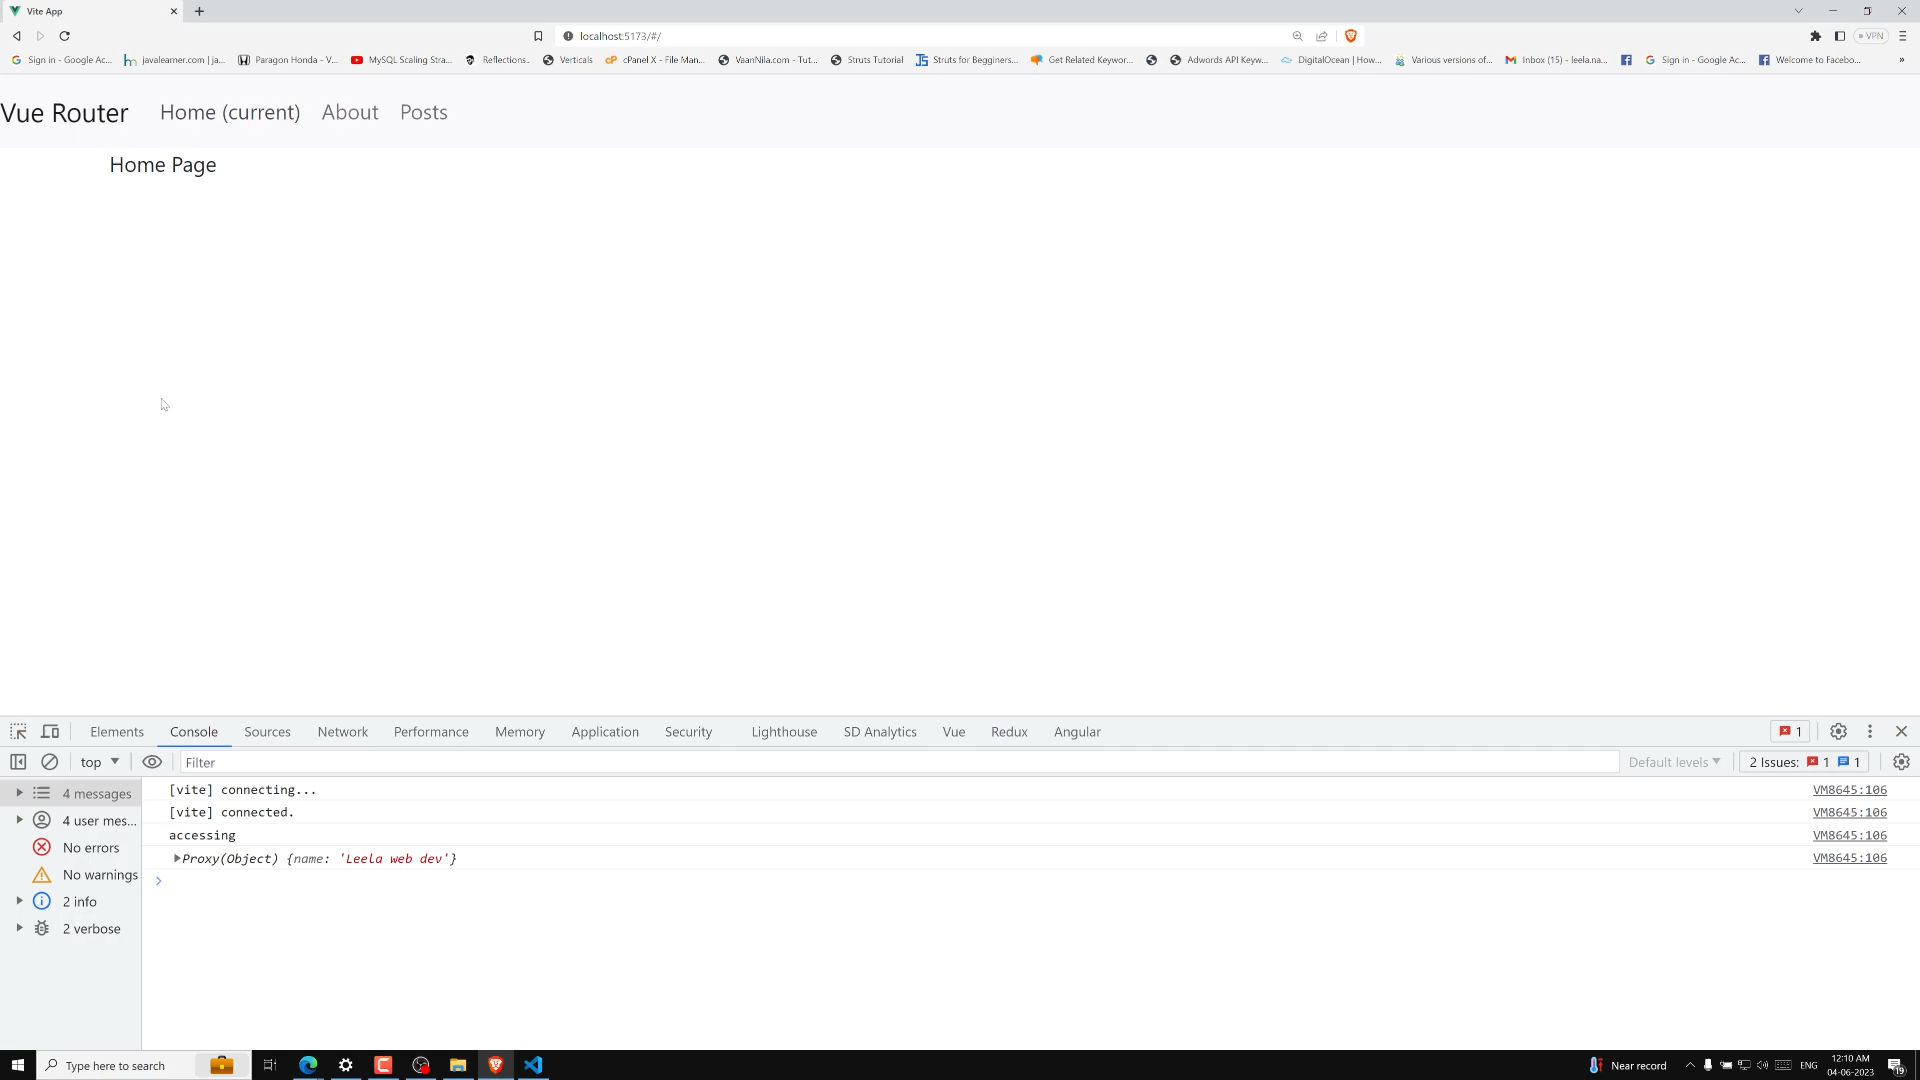 Vite App
localhost:5173/#/
VPN
Sign in - Google Ac...
javalearner.com | ja...
Paragon Honda - V...
MySQL Scaling Stra...
Reflections.
Verticals
cPanel X - File Man...
VaanNila.com - Tut...
Struts Tutorial
Struts for Begginers...
Get Related Keywor...
Adwords API Keyw...
DigitalOcean | How...
Various versions of...
Inbox (15) - leela.na...
Sign in - Google Ac...
Welcome to Facebo...
»
Vue Router Home (current) About Posts
Home Page
Elements Console Sources Network Performance Memory Application Security Lighthouse SD Analytics Vue Redux Angular 1
top Filter Default levels 2 Issues: 1 1
4 messages
4 user mes...
No errors
No warnings
2 info
2 verbose
[vite] connecting... VM8645:106
[vite] connected. VM8645:106
accessing VM8645:106
Proxy(Object) {name: 'Leela web dev'} VM8645:106
>
Type here to search
Near record
ENG
12:10 AM
04-06-2023
19